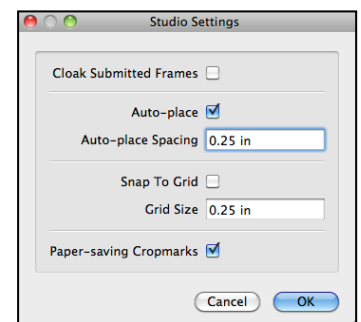 Studio Settings
Cloak Submitted Frames
Auto-place
Auto-place Spacing 0.25 in
Snap To Grid
Grid Size 0.25 in
Paper-saving Cropmarks
Cancel OK